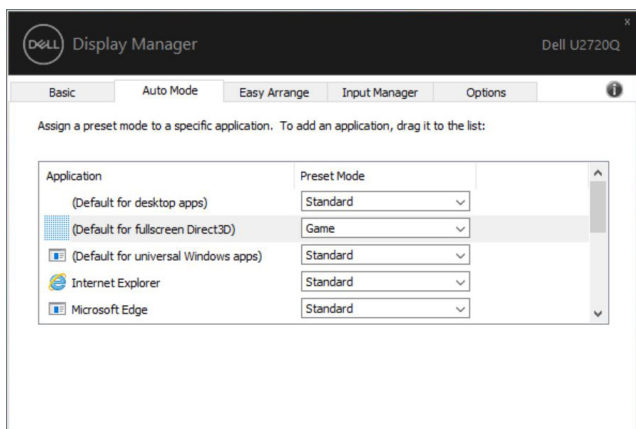 DELL Display Manager
x
Dell U2720Q
Basic Auto Mode Easy Arrange Input Manager Options
Assign a preset mode to a specific application. To add an application, drag it to the list:
Application Preset Mode
(Default for desktop apps) Standard
(Default for fullscreen Direct3D) Game
(Default for universal Windows apps) Standard
Internet Explorer Standard
Microsoft Edge Standard